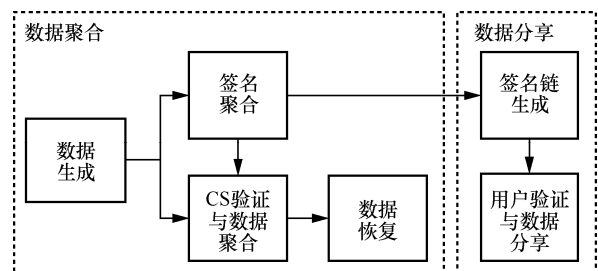 数据聚合
数据分享
签名
聚合
签名链
生成
数据
生成
CS验证
与数据
聚合
数据
恢复
用户验证
与数据
分享